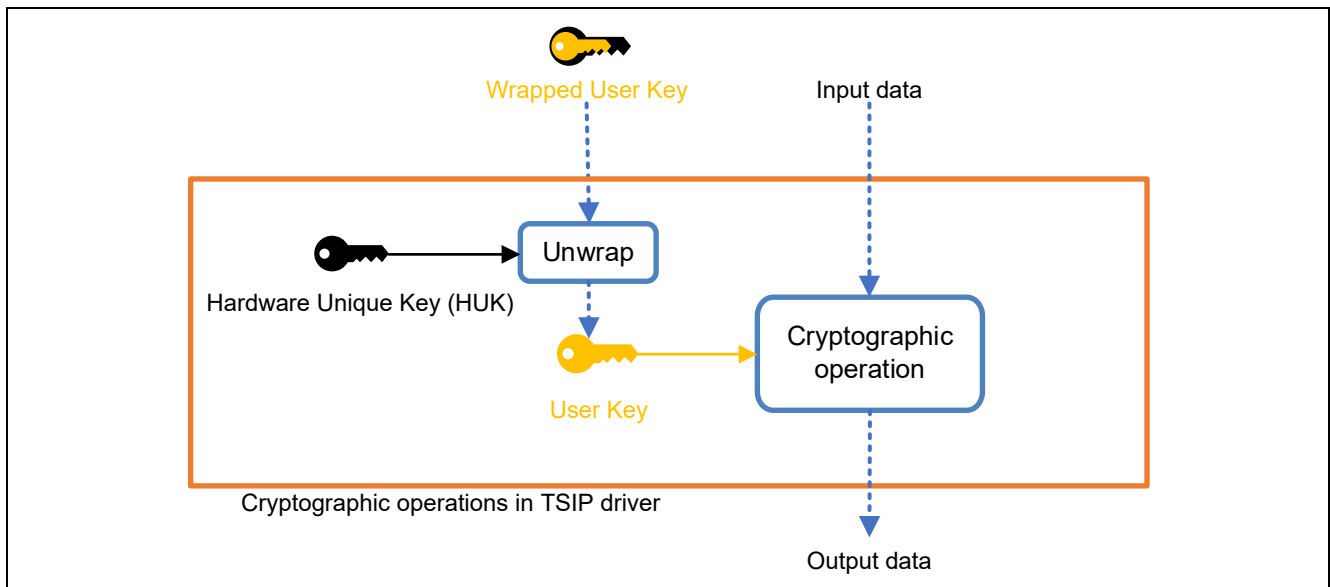 Wrapped User Key
Input data
Unwrap
Hardware Unique Key (HUK)
Cryptographic
operation
User Key
Cryptographic operations in TSIP driver
Output data